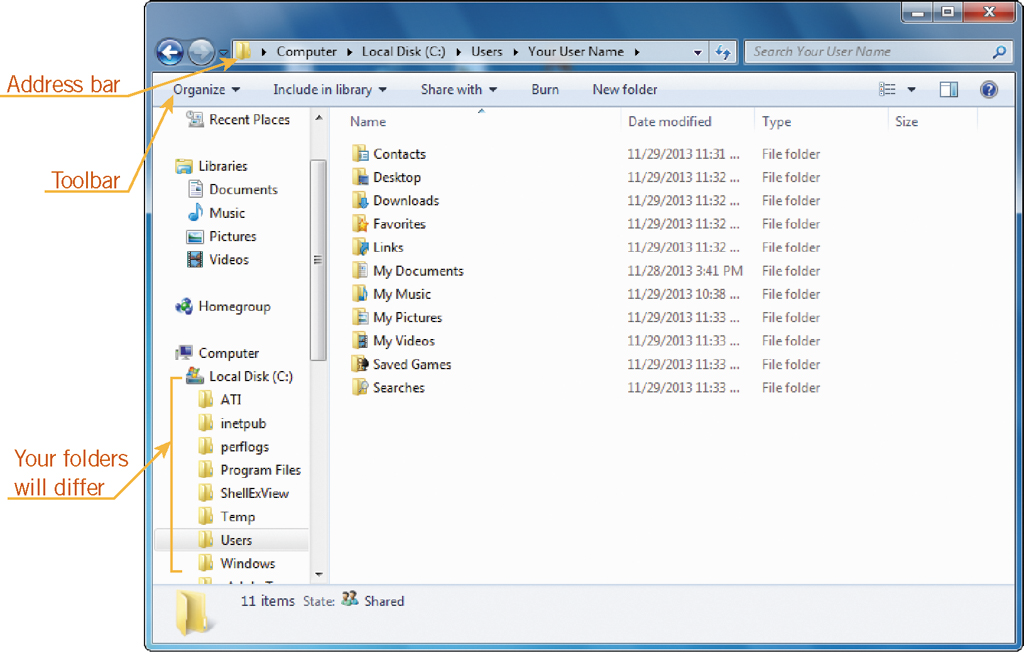 Computer Local Disk (C:) Users Your User Name
Search Your User Name
Address bar
Organize Include in library Share with Burn New folder
Toolbar
Recent Places
Libraries
Documents
Music
Pictures
Videos
Homegroup
Computer
Local Disk (C:)
ATI
inetpub
perflogs
Program Files
ShellExView
Temp
Users
Windows
Your folders
will differ
Name Date modified Type Size
Contacts 11/29/2013 11:31 ... File folder
Desktop 11/29/2013 11:32 ... File folder
Downloads 11/29/2013 11:32 ... File folder
Favorites 11/29/2013 11:32 ... File folder
Links 11/29/2013 11:32 ... File folder
My Documents 11/28/2013 3:41 PM File folder
My Music 11/29/2013 10:38 ... File folder
My Pictures 11/29/2013 11:33 ... File folder
My Videos 11/29/2013 11:33 ... File folder
Saved Games 11/29/2013 11:33 ... File folder
Searches 11/29/2013 11:33 ... File folder
11 items State: Shared